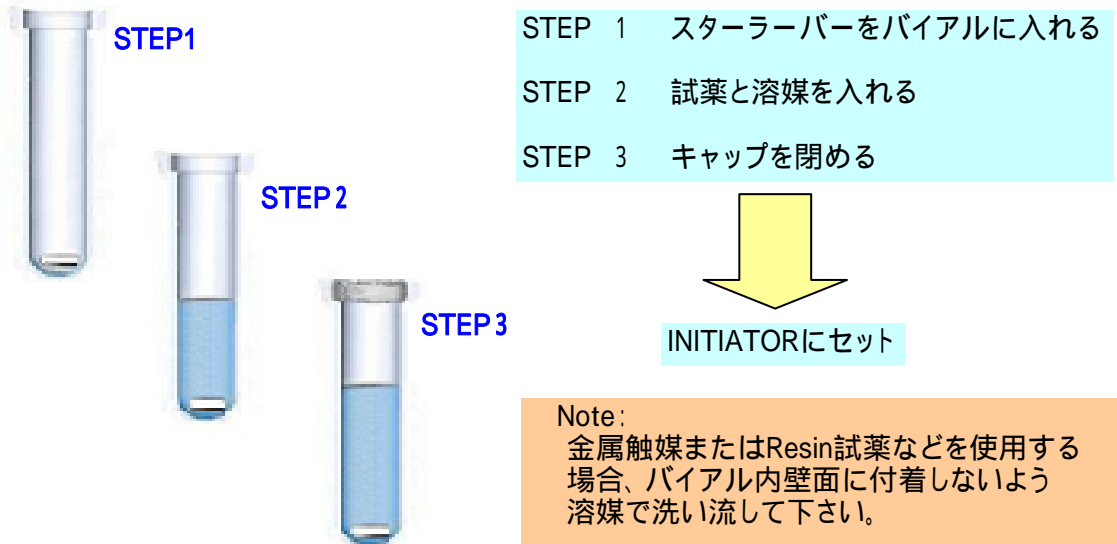 STEP1
STEP 2
STEP 3
STEP 1 スターラーバーをバイアルに入れる
STEP 2 試薬と溶媒を入れる
STEP 3 キャップを閉める
INITIATORにセット
Note:
金属触媒またはResin試薬などを使用する
場合、バイアル内壁面に付着しないよう
溶媒で洗い流して下さい。